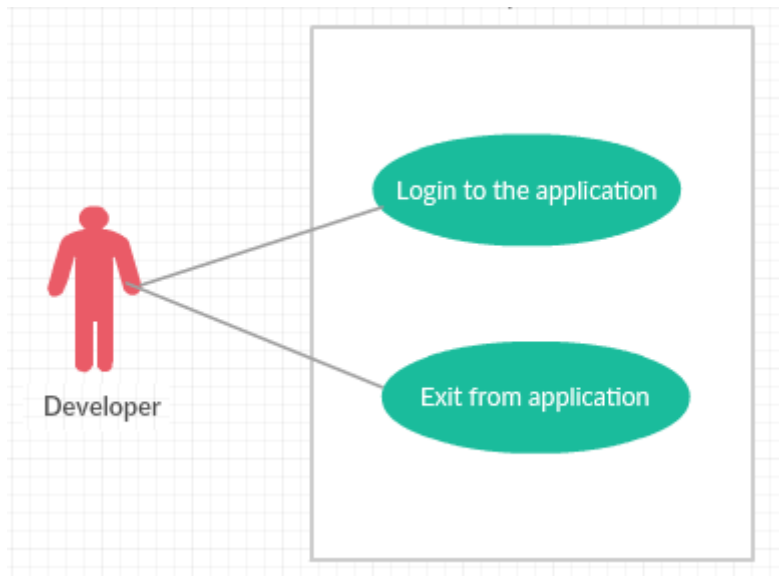 Login to the application
Developer
Exit from application